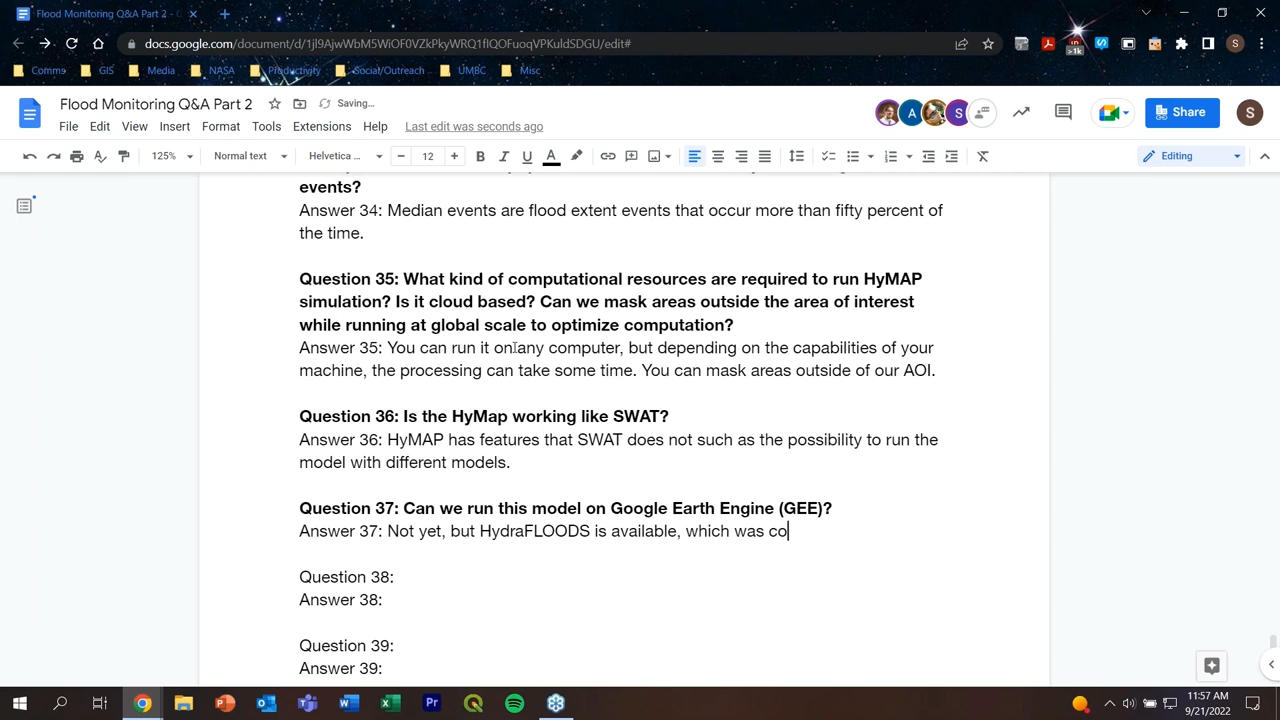 Flood Monitoring Q&A Part 2 - G
docs.google.com/document/d/1jl9AjwWbM5WiOF0VZkPkyWRQ1fIQOFuoqVPKuldSDGU/edit#
>1k
S
Comms
GIS
Media
NASA
Productivity
Social/Outreach
UMBC
Misc
Flood Monitoring Q&A Part 2
Saving...
A
S
Share
S
File Edit View Insert Format Tools Extensions Help Last edit was seconds ago
125% Normal text Helvetica ... 12 B I U A Editing
events?
Answer 34: Median events are flood extent events that occur more than fifty percent of
the time.
Question 35: What kind of computational resources are required to run HyMAP
simulation? Is it cloud based? Can we mask areas outside the area of interest
while running at global scale to optimize computation?
Answer 35: You can run it on any computer, but depending on the capabilities of your
machine, the processing can take some time. You can mask areas outside of our AOI.
Question 36: Is the HyMap working like SWAT?
Answer 36: HyMAP has features that SWAT does not such as the possibility to run the
model with different models.
Question 37: Can we run this model on Google Earth Engine (GEE)?
Answer 37: Not yet, but HydraFLOODS is available, which was co
Question 38:
Answer 38:
Question 39:
Answer 39:
11:57 AM
9/21/2022